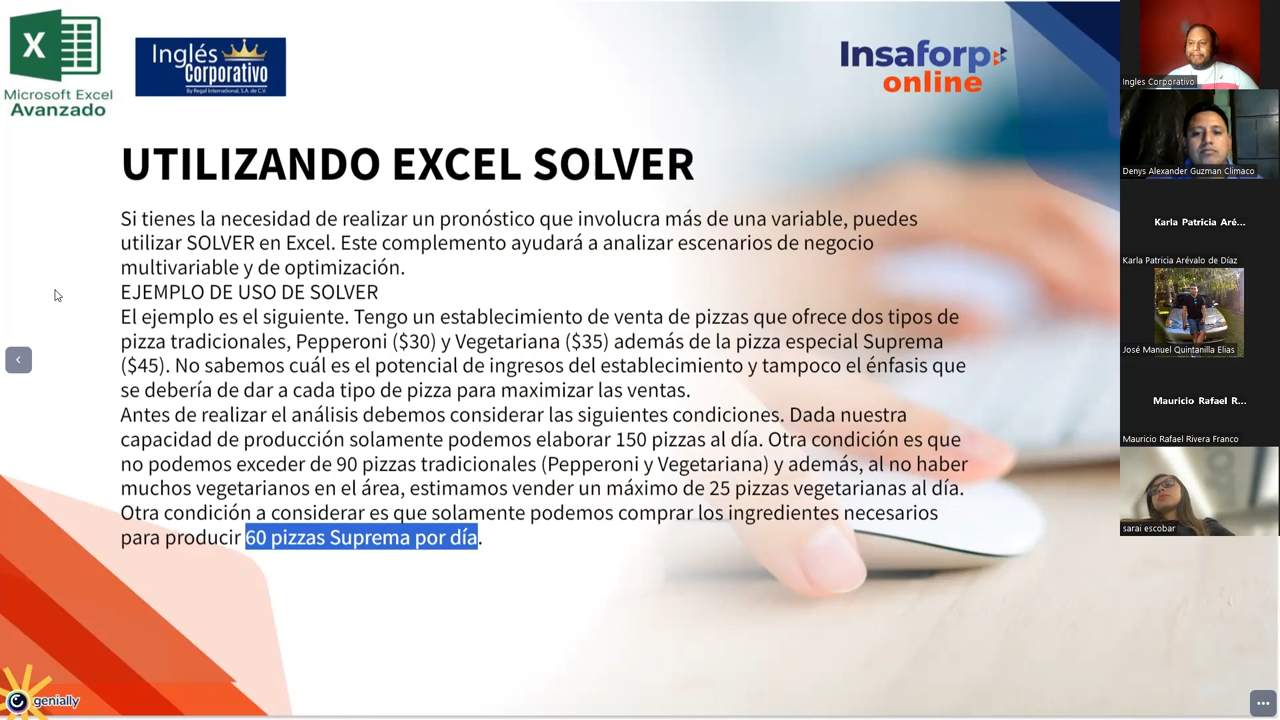 X
Microsoft Excel
Avanzado
Inglés
Corporativo
By Regal International, S.A. de C.V.
Insaforp
online
UTILIZANDO EXCEL SOLVER
Si tienes la necesidad de realizar un pronóstico que involucra más de una variable, puedes
utilizar SOLVER en Excel. Este complemento ayudará a analizar escenarios de negocio
multivariable y de optimización.
EJEMPLO DE USO DE SOLVER
El ejemplo es el siguiente. Tengo un establecimiento de venta de pizzas que ofrece dos tipos de
pizza tradicionales, Pepperoni ($30) y Vegetariana ($35) además de la pizza especial Suprema
($45). No sabemos cuál es el potencial de ingresos del establecimiento y tampoco el énfasis que
se debería de dar a cada tipo de pizza para maximizar las ventas.
Antes de realizar el análisis debemos considerar las siguientes condiciones. Dada nuestra
capacidad de producción solamente podemos elaborar 150 pizzas al día. Otra condición es que
no podemos exceder de 90 pizzas tradicionales (Pepperoni y Vegetariana) y además, al no haber
muchos vegetarianos en el área, estimamos vender un máximo de 25 pizzas vegetarianas al día.
Otra condición a considerar es que solamente podemos comprar los ingredientes necesarios
para producir 60 pizzas Suprema por día.
genially
Ingles Corporativo
Denys Alexander Guzman Climaco
Karla Patricia Aré...
Karla Patricia Arévalo de Díaz
José Manuel Quintanilla Elias
Mauricio Rafael R...
Mauricio Rafael Rivera Franco
sarai escobar